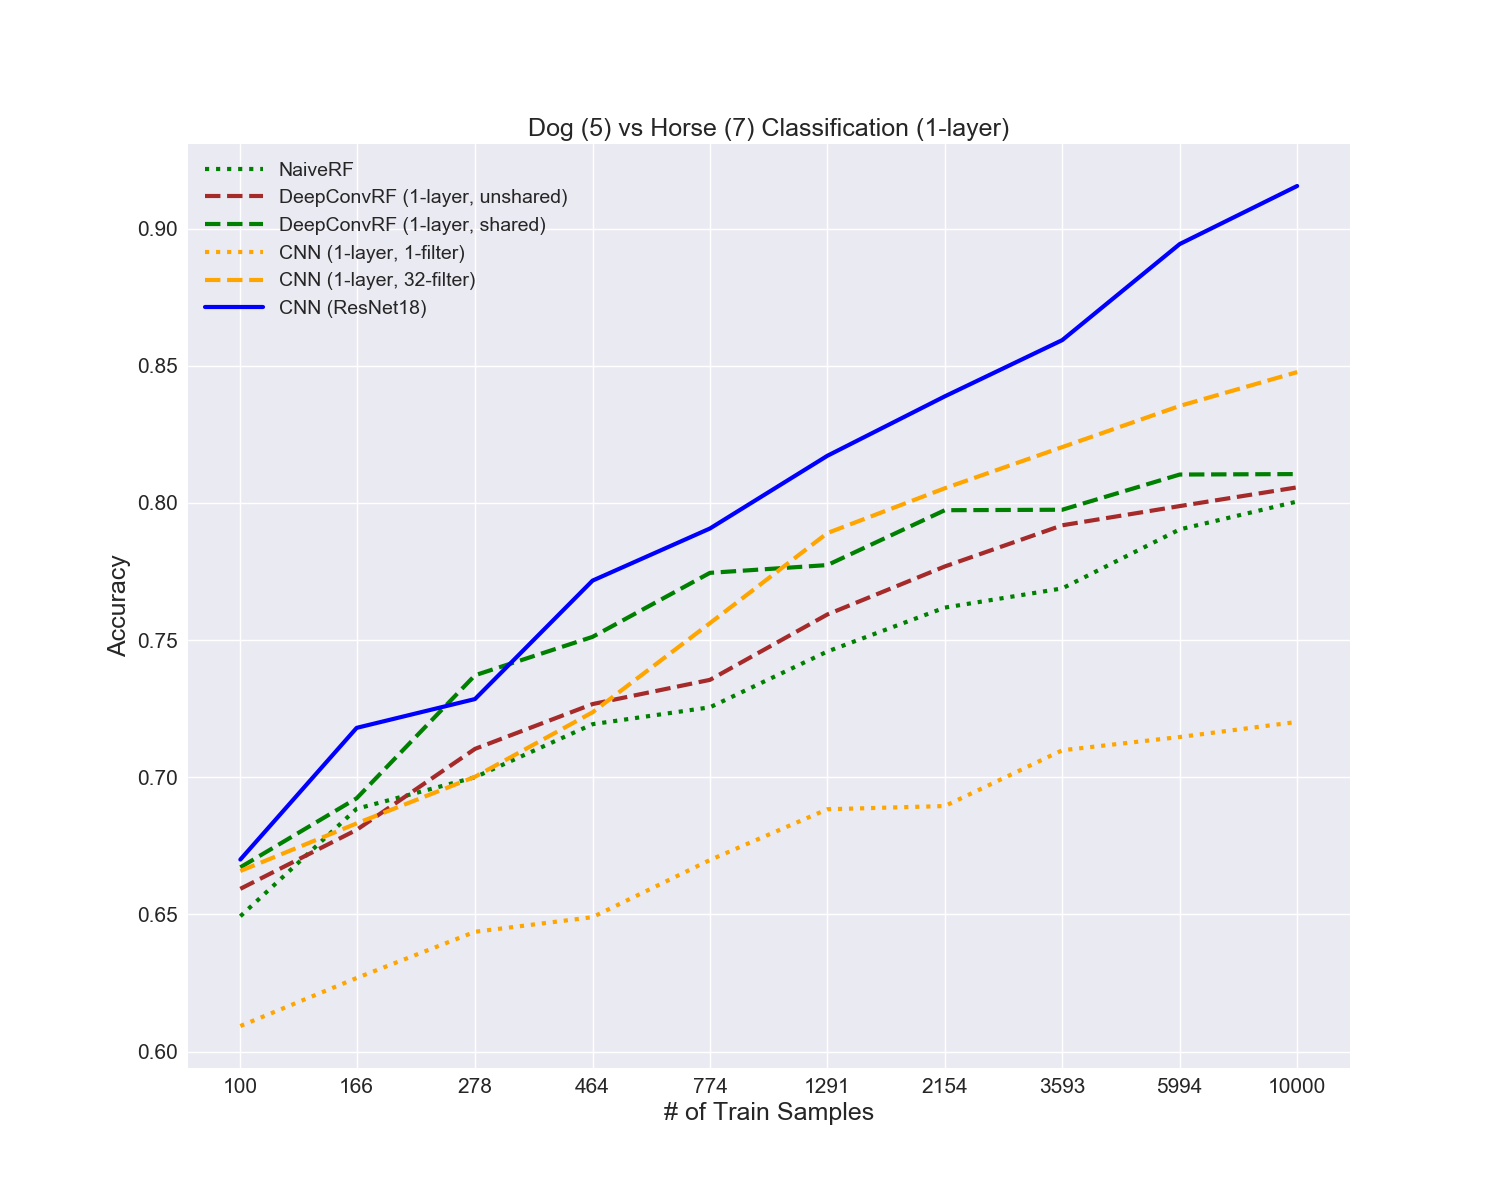 Dog (5) vs Horse (7) Classification (1-layer)
NaiveRF
DeepConvRF (1-layer, unshared)
DeepConvRF (1-layer, shared)
CNN (1-layer, 1-filter)
CNN (1-layer, 32-filter)
CNN (ResNet18)
0.90
0.85
0.80
0.75
0.70
0.65
0.60
Accuracy
100 166 278 464 774 1291 2154 3593 5994 10000
# of Train Samples